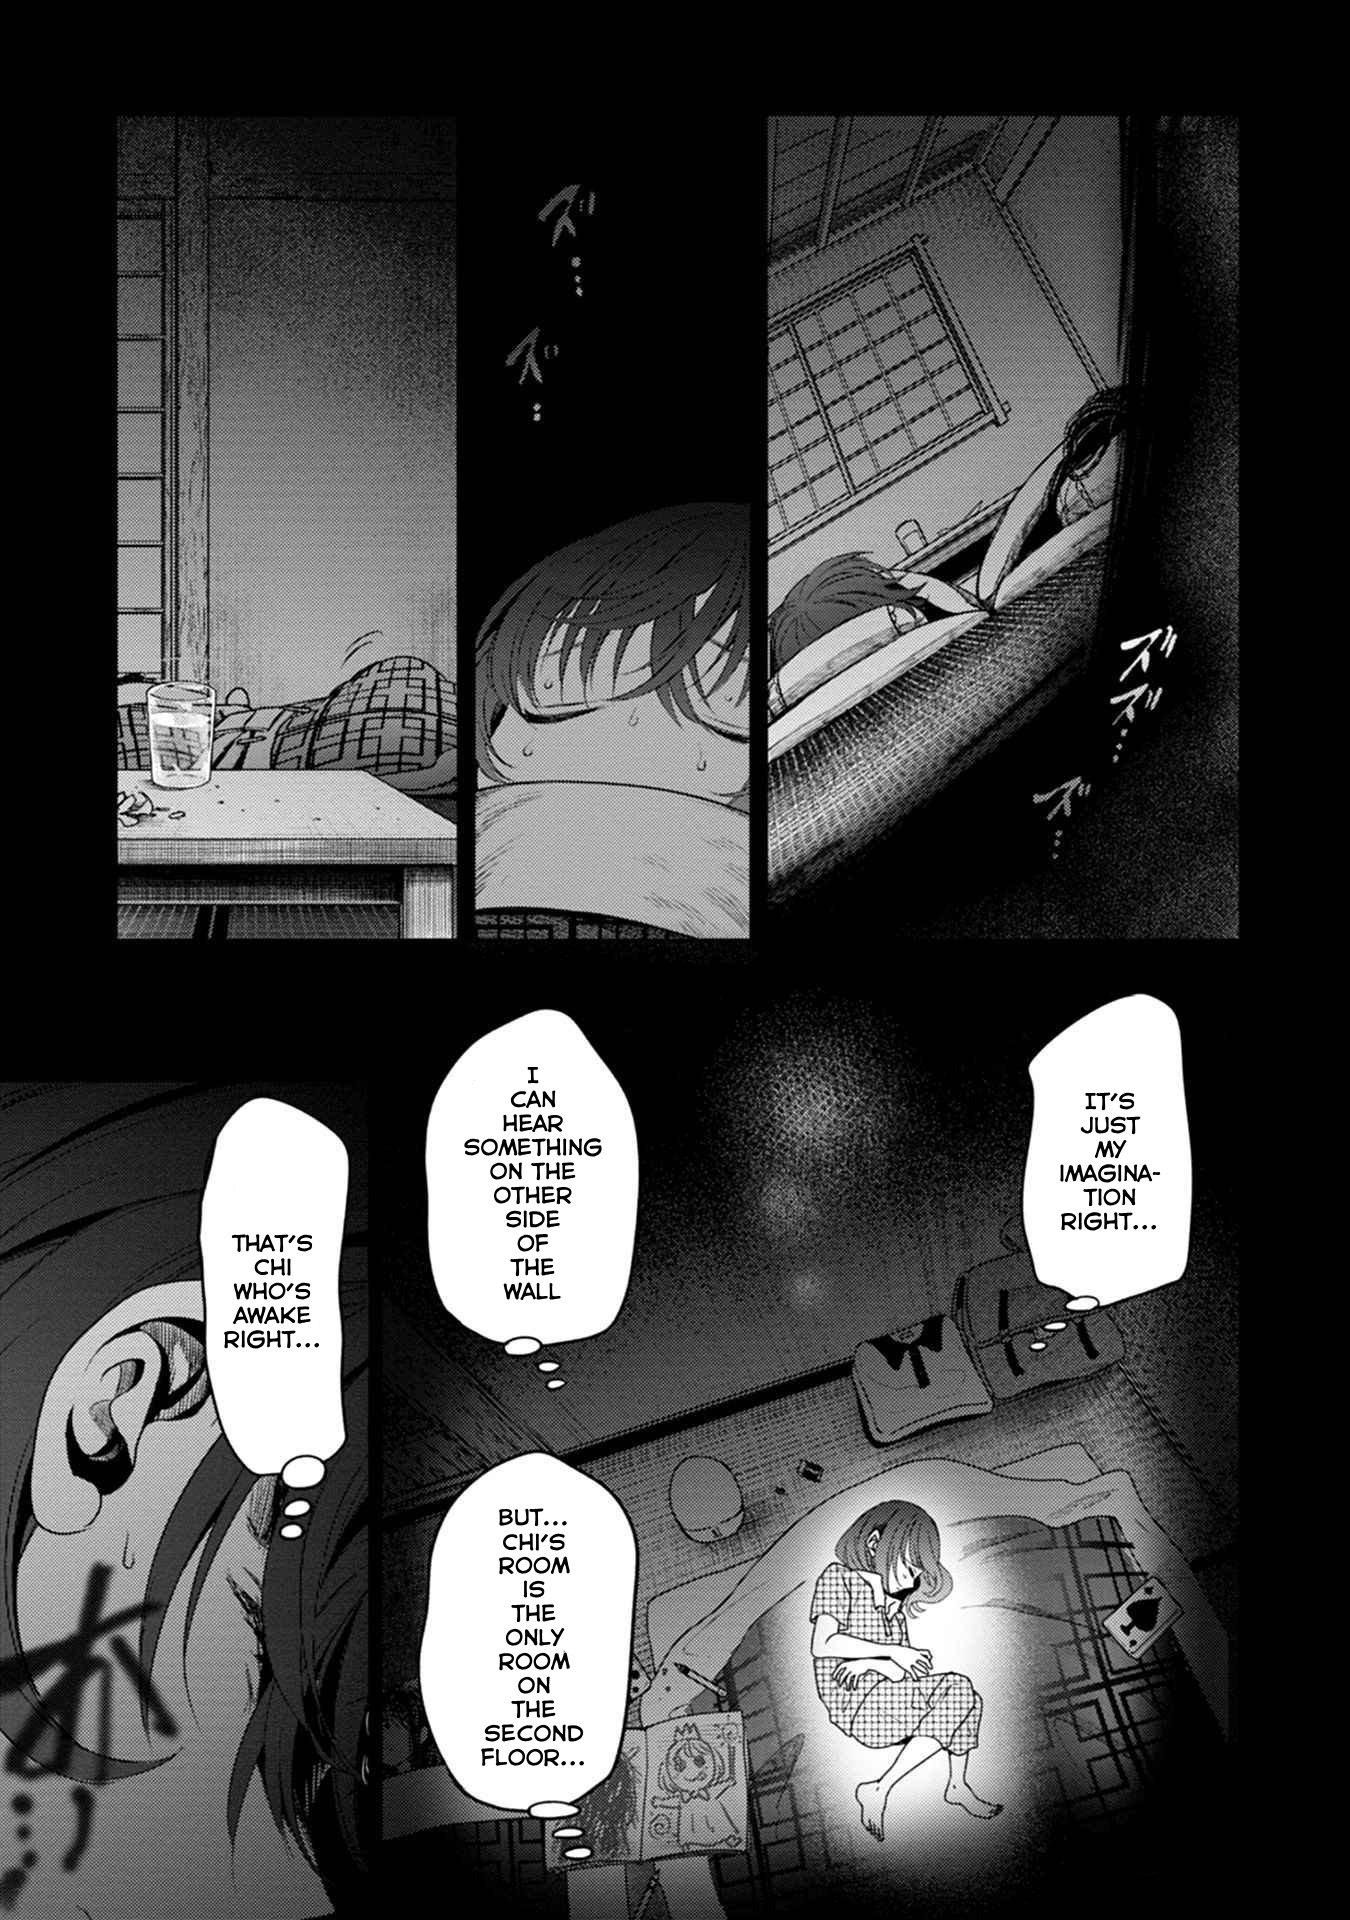 ズ
ズ…
ズ…
ズ…
ズ…
IT'S
JUST
MY
IMAGINA-
TION
RIGHT...
I
CAN
HEAR
SOMETHING
ON THE
OTHER
SIDE
OF
THE
WALL
BUT...
CHI'S
ROOM
IS
THE
ONLY
ROOM
ON
THE
SECOND
FLOOR...
THAT'S
CHI
WHO'S
AWAKE
RIGHT...